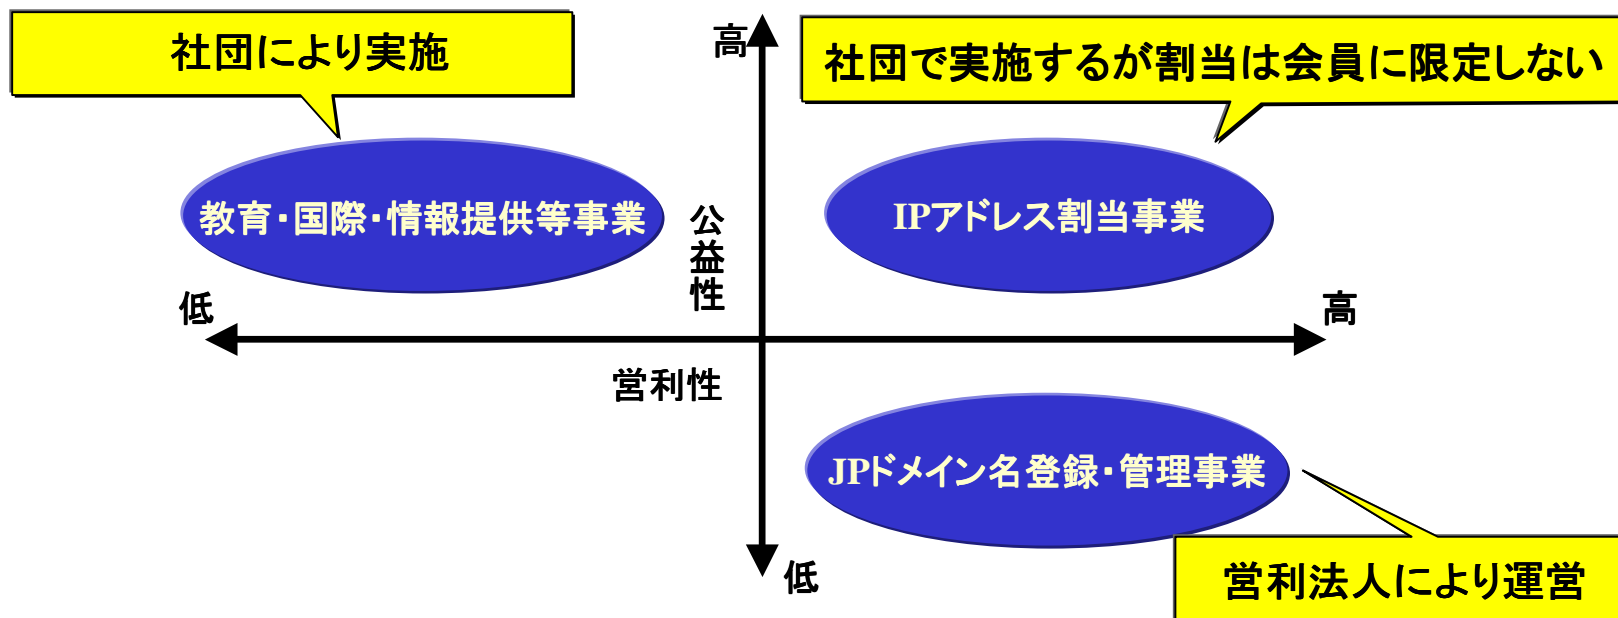 社団により実施
高
社団で実施するが割当は会員に限定しない
教育・国際・情報提供等事業
公益性
IPアドレス割当事業
低
高
営利性
JPドメイン名登録・管理事業
低
営利法人により運営